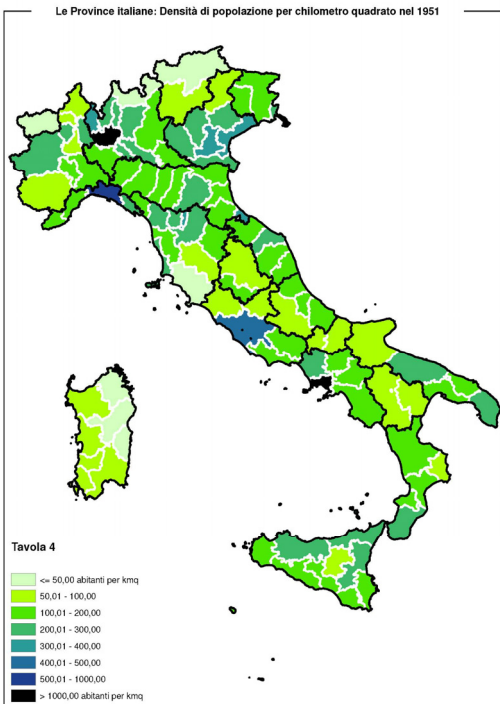 Le Province italiane: Densità di popolazione per chilometro quadrato nel 1951
Tavola 4
<= 50,00 abitanti per kmq
50,01 - 100,00
100,01 - 200,00
200,01 - 300,00
300,01 - 400,00
400,01 - 500,00
500,01 - 1000,00
> 1000,00 abitanti per kmq